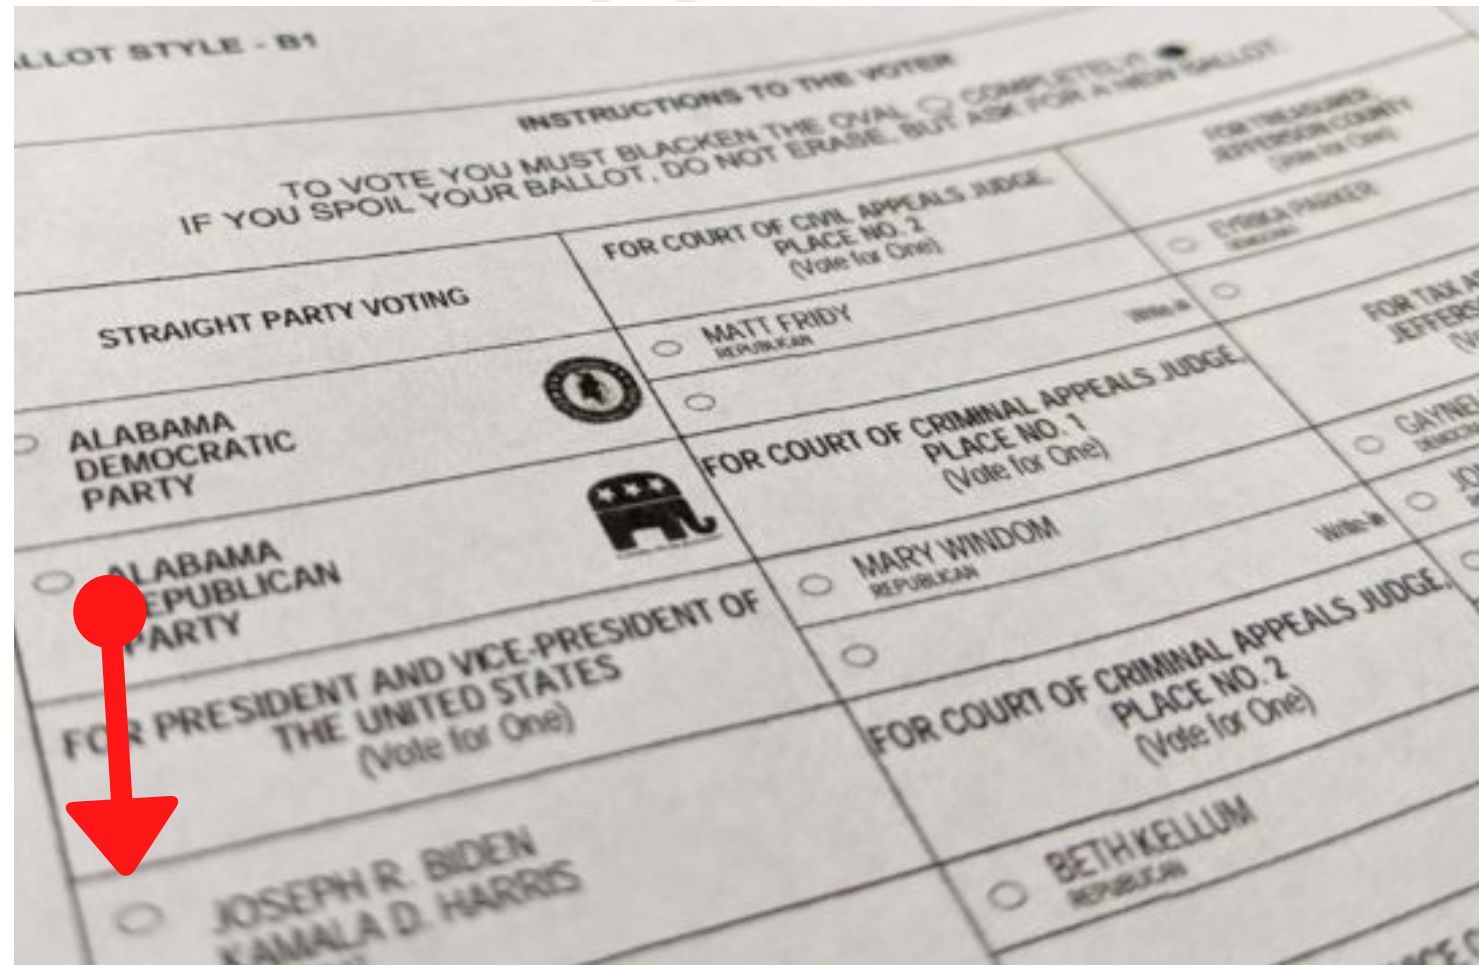 ALLOT STYLE - B1
INSTRUCTIONS TO THE VOTER
TO VOTE YOU MUST BLACKEN THE OVAL COMPLETELY!
IF YOU SPOIL YOUR BALLOT, DO NOT ERASE, BUT ASK FOR A NEW BALLOT.
STRAIGHT PARTY VOTING
ALABAMA
DEMOCRATIC
PARTY
ALABAMA
REPUBLICAN
PARTY
FOR PRESIDENT AND VICE-PRESIDENT OF
THE UNITED STATES
(Vote for One)
JOSEPH R. BIDEN
KAMALA D. HARRIS
FOR COURT OF CIVIL APPEALS JUDGE,
PLACE NO. 2
(Vote for One)
MATT FRIDY
REPUBLICAN
Write-in
FOR COURT OF CRIMINAL APPEALS JUDGE,
PLACE NO. 1
(Vote for One)
MARY WINDOM
REPUBLICAN
Write-in
FOR COURT OF CRIMINAL APPEALS JUDGE,
PLACE NO. 2
(Vote for One)
BETH KELLUM
REPUBLICAN
FOR TREASURER,
JEFFERSON COUNTY
(Vote for One)
EYRIKA PARKER
DEMOCRAT
FOR TAX A
JEFFERS